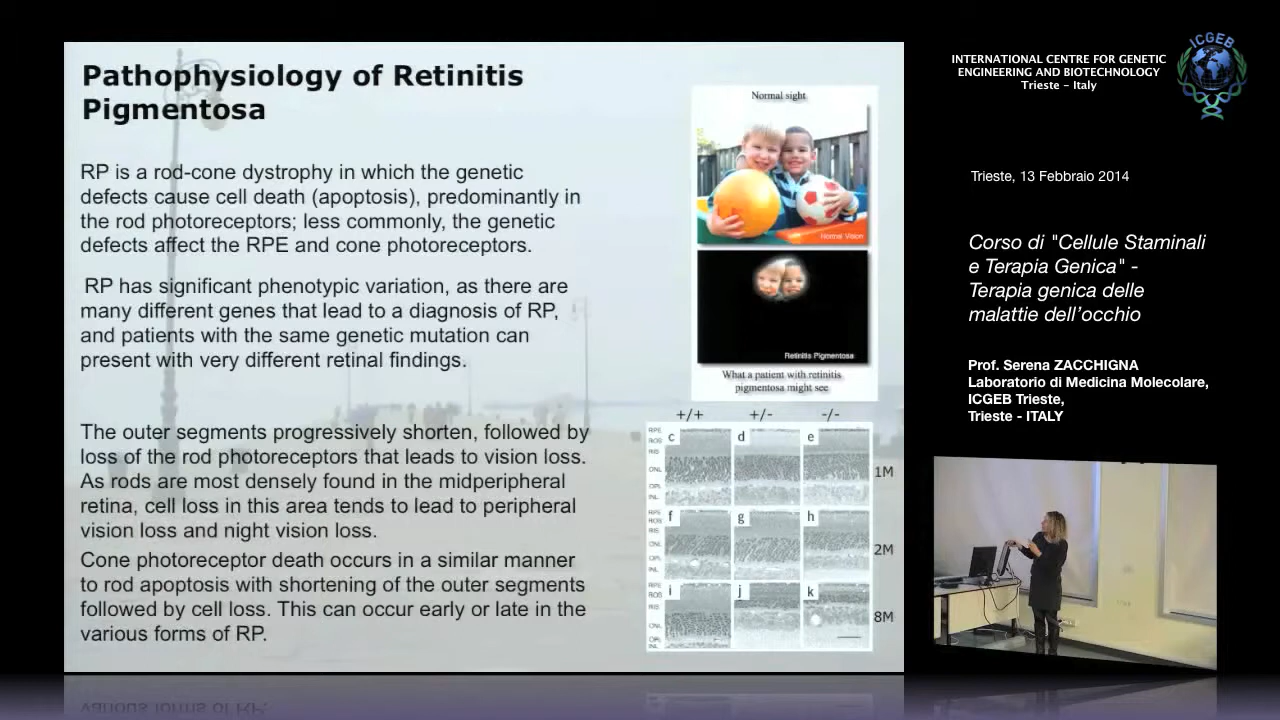 Pathophysiology of Retinitis
Pigmentosa
RP is a rod-cone dystrophy in which the genetic
defects cause cell death (apoptosis), predominantly in
the rod photoreceptors; less commonly, the genetic
defects affect the RPE and cone photoreceptors.
RP has significant phenotypic variation, as there are
many different genes that lead to a diagnosis of RP,
and patients with the same genetic mutation can
present with very different retinal findings.
The outer segments progressively shorten, followed by
loss of the rod photoreceptors that leads to vision loss.
As rods are most densely found in the midperipheral
retina, cell loss in this area tends to lead to peripheral
vision loss and night vision loss.
Cone photoreceptor death occurs in a similar manner
to rod apoptosis with shortening of the outer segments
followed by cell loss. This can occur early or late in the
various forms of RP.
Normal sight
Normal Vision
Retinitis Pigmentosa
What a patient with retinitis
pigmentosa might see
+/+ +/- -/-
RPE
ROS
RIS
ONL
OPL
INL
c d e
1M
RPE
ROS
RIS
ONL
OPL
INL
f g h
2M
RPE
ROS
RIS
ONL
OPL
INL
i j k
8M
INTERNATIONAL CENTRE FOR GENETIC
ENGINEERING AND BIOTECHNOLOGY
Trieste - Italy
ICGEB
Trieste, 13 Febbraio 2014
Corso di "Cellule Staminali
e Terapia Genica" -
Terapia genica delle
malattie dell'occhio
Prof. Serena ZACCHIGNA
Laboratorio di Medicina Molecolare,
ICGEB Trieste,
Trieste - ITALY